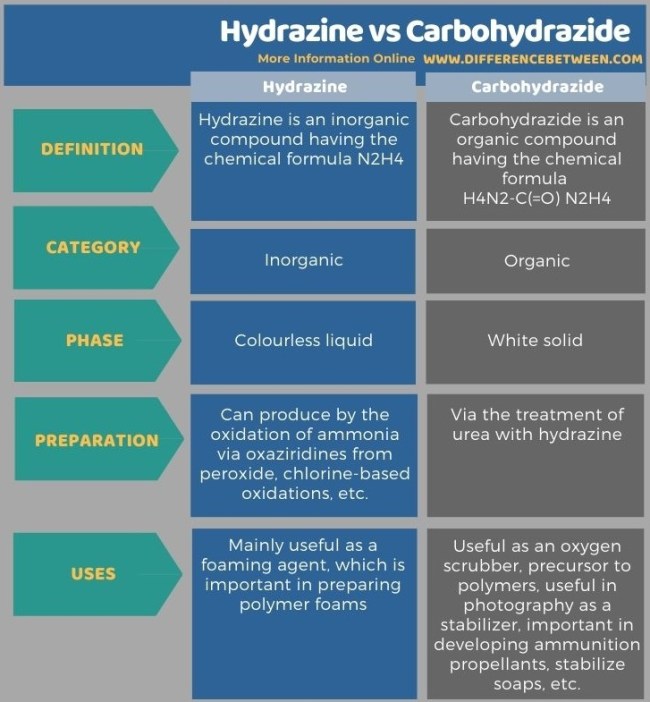 Hydrazine vs Carbohydrazide
More Information Online WWW.DIFFERENCEBETWEEN.COM
Hydrazine
Carbohydrazide
DEFINITION
Hydrazine is an inorganic
compound having the
chemical formula N2H4
Carbohydrazide is an
organic compound
having the chemical
formula
H4N2-C(=O) N2H4
CATEGORY
Inorganic
Organic
PHASE
Colourless liquid
White solid
PREPARATION
Can produce by the
oxidation of ammonia
via oxaziridines from
peroxide, chlorine-based
oxidations, etc.
Via the treatment of
urea with hydrazine
USES
Mainly useful as a
foaming agent, which is
important in preparing
polymer foams
Useful as an oxygen
scrubber, precursor to
polymers, useful in
photography as a
stabilizer, important in
developing ammunition
propellants, stabilize
soaps, etc.